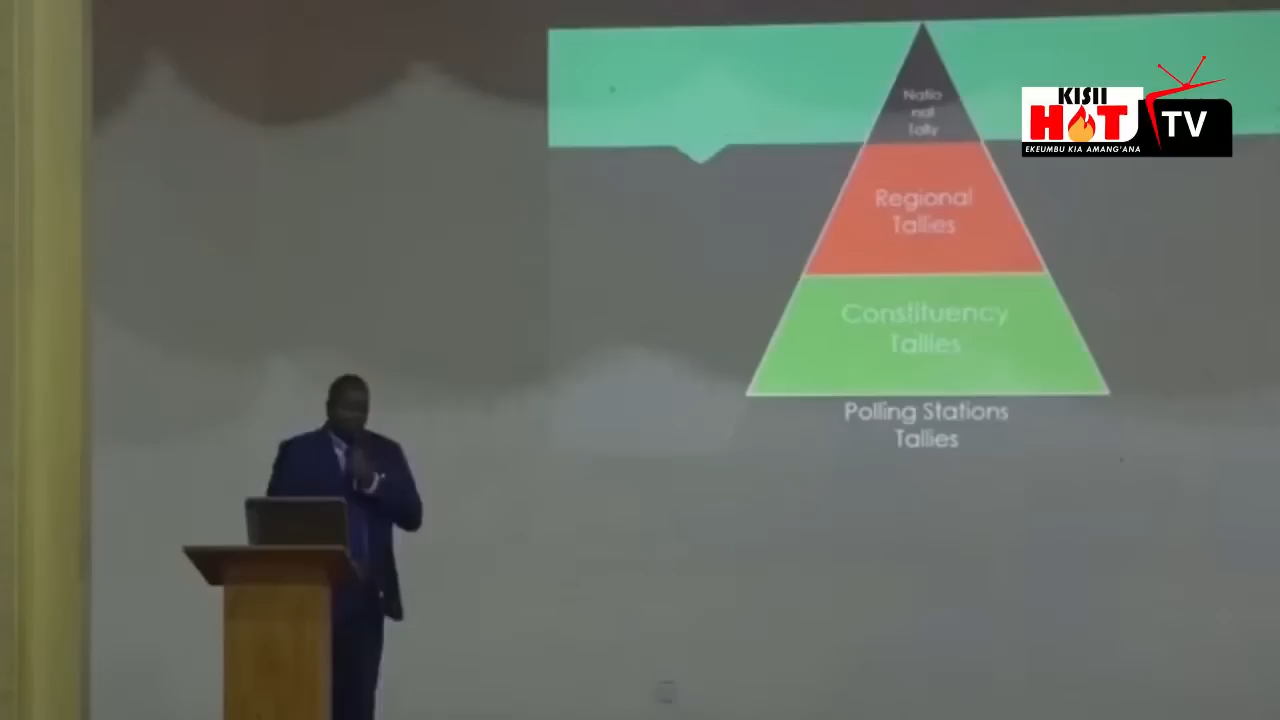 Natio
nal
Tally
Regional
Tallies
Constituency
Tallies
Polling Stations
Tallies
KISII
HOT
TV
EKEUMBU KIA AMANG'ANA